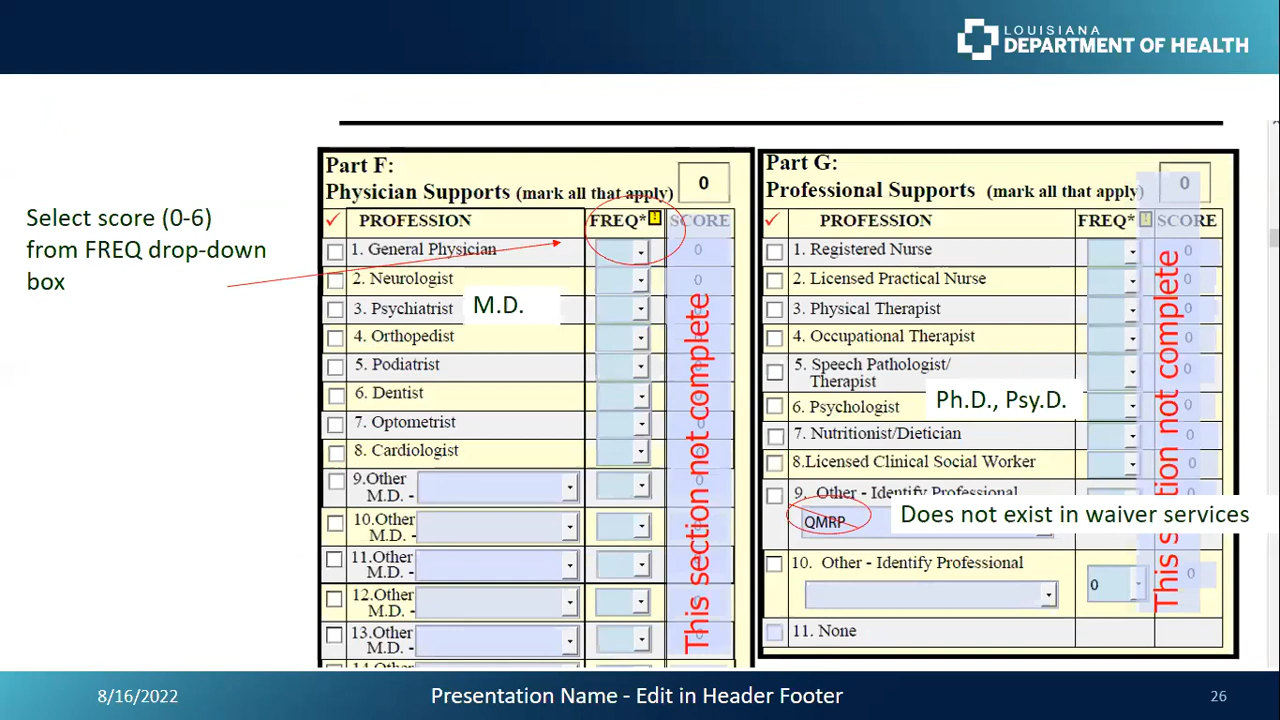 LOUISIANA
DEPARTMENT OF HEALTH
Select score (0-6)
from FREQ drop-down
box
Part F:
Physician Supports (mark all that apply)
0
PROFESSION
FREQ*
SCORE
1. General Physician
0
2. Neurologist
0
3. Psychiatrist
M.D.
4. Orthopedist
5. Podiatrist
6. Dentist
7. Optometrist
8. Cardiologist
9.Other
M.D. -
10.Other
M.D. -
11.Other
M.D. -
12.Other
M.D. -
13.Other
M.D. -
This section not complete
Part G:
Professional Supports (mark all that apply)
0
PROFESSION
FREQ*
SCORE
1. Registered Nurse
2. Licensed Practical Nurse
3. Physical Therapist
4. Occupational Therapist
5. Speech Pathologist/
Therapist
6. Psychologist
Ph.D., Psy.D.
0
7. Nutritionist/Dietician
0
8.Licensed Clinical Social Worker
0
9. Other - Identify Professional
QMRP
Does not exist in waiver services
10. Other - Identify Professional
0
0
11. None
This section not complete
8/16/2022
Presentation Name - Edit in Header Footer
26